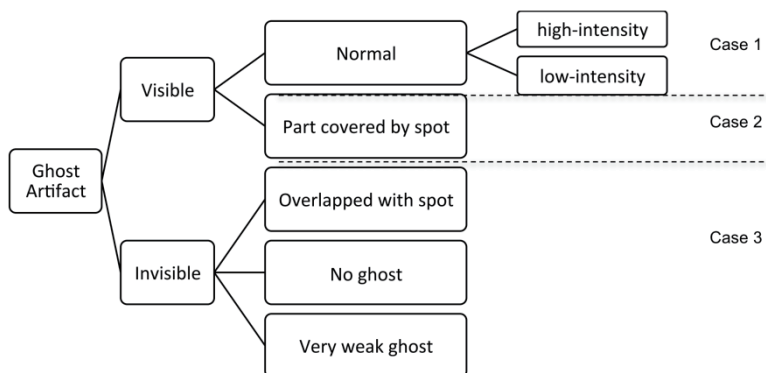 high-intensity
Case 1
Normal
low-intensity
Visible
Part covered by spot
Case 2
Ghost
Artifact
Overlapped with spot
Case 3
Invisible
No ghost
Very weak ghost